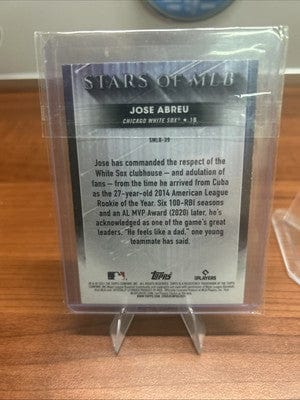 STARS OF MLB
JOSE ABREU
CHICAGO WHITE SOX® ★ 1B
SMLB-39
Jose has commanded the respect of the
White Sox clubhouse — and adulation of
fans — from the time he arrived from Cuba
as the 27-year-old 2014 American League
Rookie of the Year. Six 100-RBI seasons
and an AL MVP Award (2020) later, he's
acknowledged as one of the game's great
leaders. "He feels like a dad," one young
teammate has said.
Topps
PLAYERS